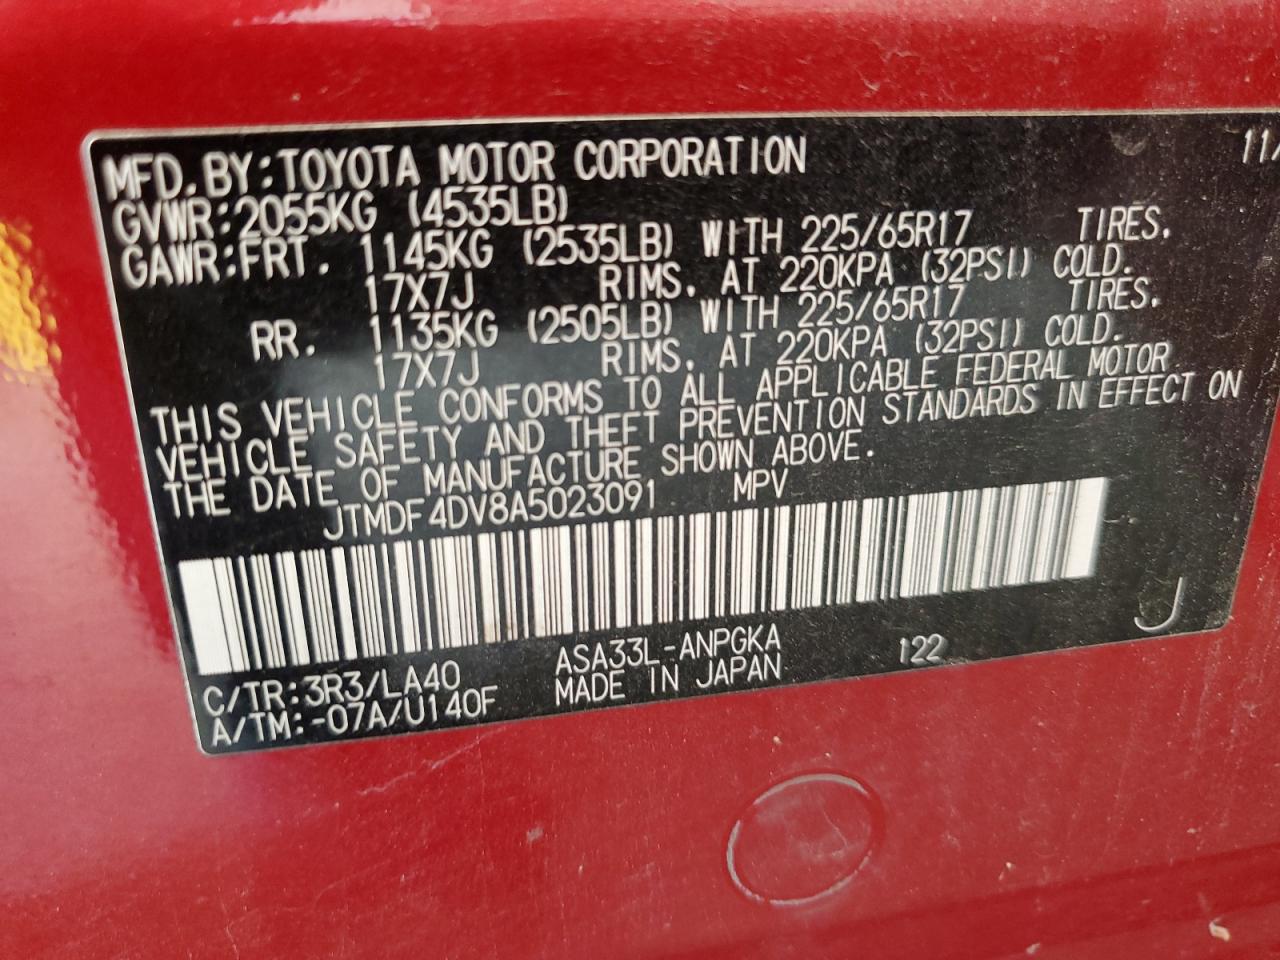 MFD.BY:TOYOTA MOTOR CORPORATION 11/
GVWR:2055KG (4535LB)
GAWR:FRT. 1145KG (2535LB) WITH 225/65R17 TIRES.
17X7J RIMS. AT 220KPA (32PSI) COLD.
RR. 1135KG (2505LB) WITH 225/65R17 TIRES.
17X7J RIMS. AT 220KPA (32PSI) COLD.
THIS VEHICLE CONFORMS TO ALL APPLICABLE FEDERAL MOTOR
VEHICLE SAFETY AND THEFT PREVENTION STANDARDS IN EFFECT ON
THE DATE OF MANUFACTURE SHOWN ABOVE.
JTMDF4DV8A5023091 MPV
C/TR:3R3/LA40 ASA33L-ANPGKA 122 J
A/TM:-07A/U140F MADE IN JAPAN